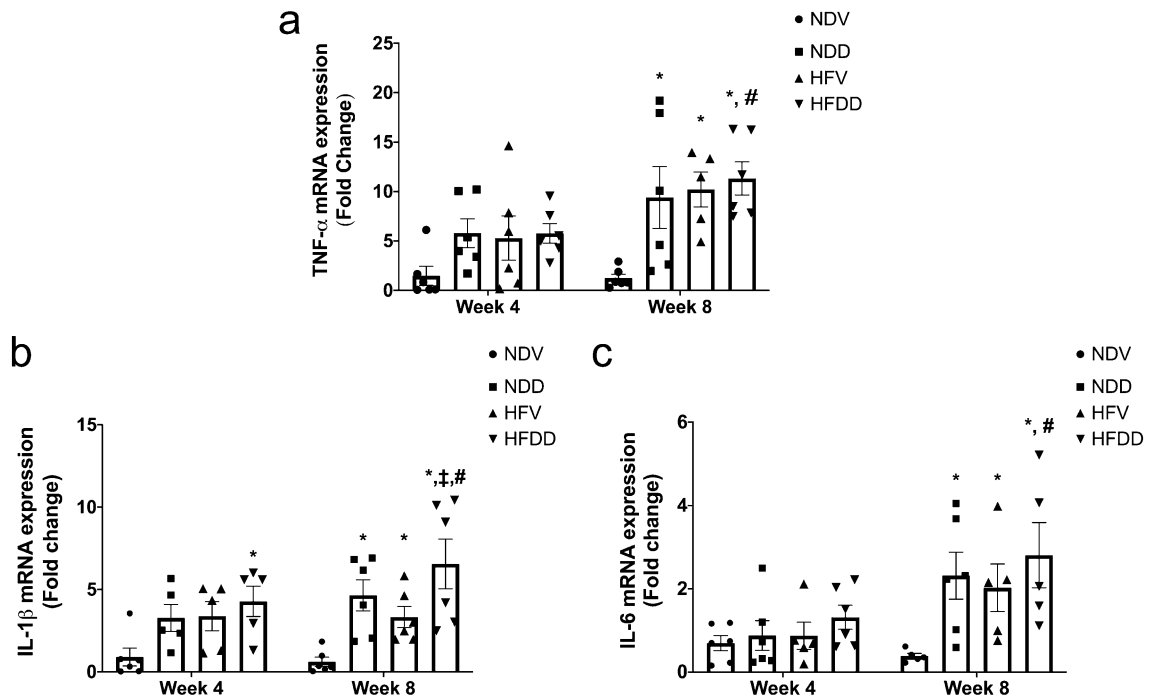 a
NDV
NDD
HFV
HFDD
TNF-α mRNA expression
(Fold Change)
25
20
15
10
5
0
*
*
*, #
Week 4
Week 8
b
NDV
NDD
HFV
HFDD
IL-1β mRNA expression
(Fold change)
15
10
5
0
*
*
*
*,‡,#
Week 4
Week 8
c
NDV
NDD
HFV
HFDD
IL-6 mRNA expression
(Fold change)
6
4
2
0
*
*
*, #
Week 4
Week 8